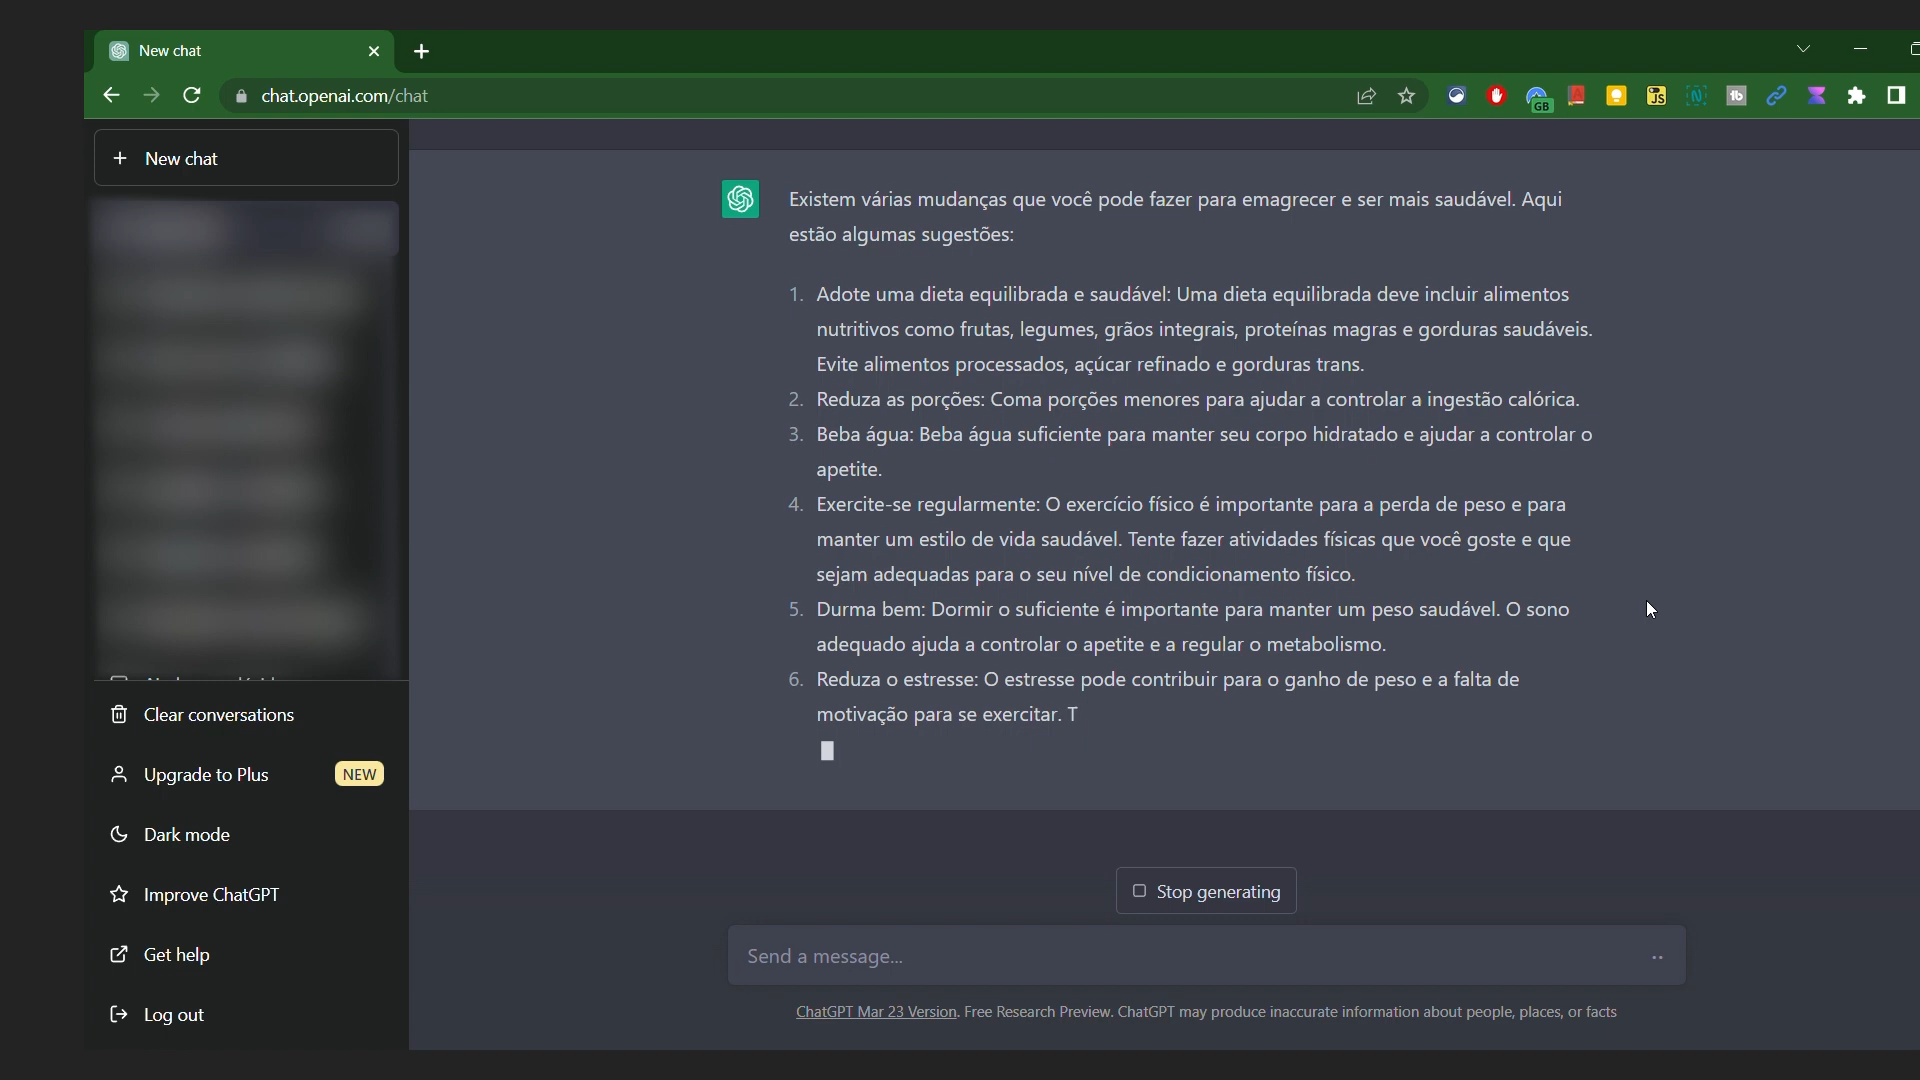 New chat
chat.openai.com/chat
GB
JS
N
tb
New chat
Existem várias mudanças que você pode fazer para emagrecer e ser mais saudável. Aqui
estão algumas sugestões:
1. Adote uma dieta equilibrada e saudável: Uma dieta equilibrada deve incluir alimentos
nutritivos como frutas, legumes, grãos integrais, proteínas magras e gorduras saudáveis.
Evite alimentos processados, açúcar refinado e gorduras trans.
2. Reduza as porções: Coma porções menores para ajudar a controlar a ingestão calórica.
3. Beba água: Beba água suficiente para manter seu corpo hidratado e ajudar a controlar o
apetite.
4. Exercite-se regularmente: O exercício físico é importante para a perda de peso e para
manter um estilo de vida saudável. Tente fazer atividades físicas que você goste e que
sejam adequadas para o seu nível de condicionamento físico.
5. Durma bem: Dormir o suficiente é importante para manter um peso saudável. O sono
adequado ajuda a controlar o apetite e a regular o metabolismo.
6. Reduza o estresse: O estresse pode contribuir para o ganho de peso e a falta de
motivação para se exercitar. T
Clear conversations
Upgrade to Plus NEW
Dark mode
Improve ChatGPT
Get help
Log out
Stop generating
Send a message...
ChatGPT Mar 23 Version. Free Research Preview. ChatGPT may produce inaccurate information about people, places, or facts